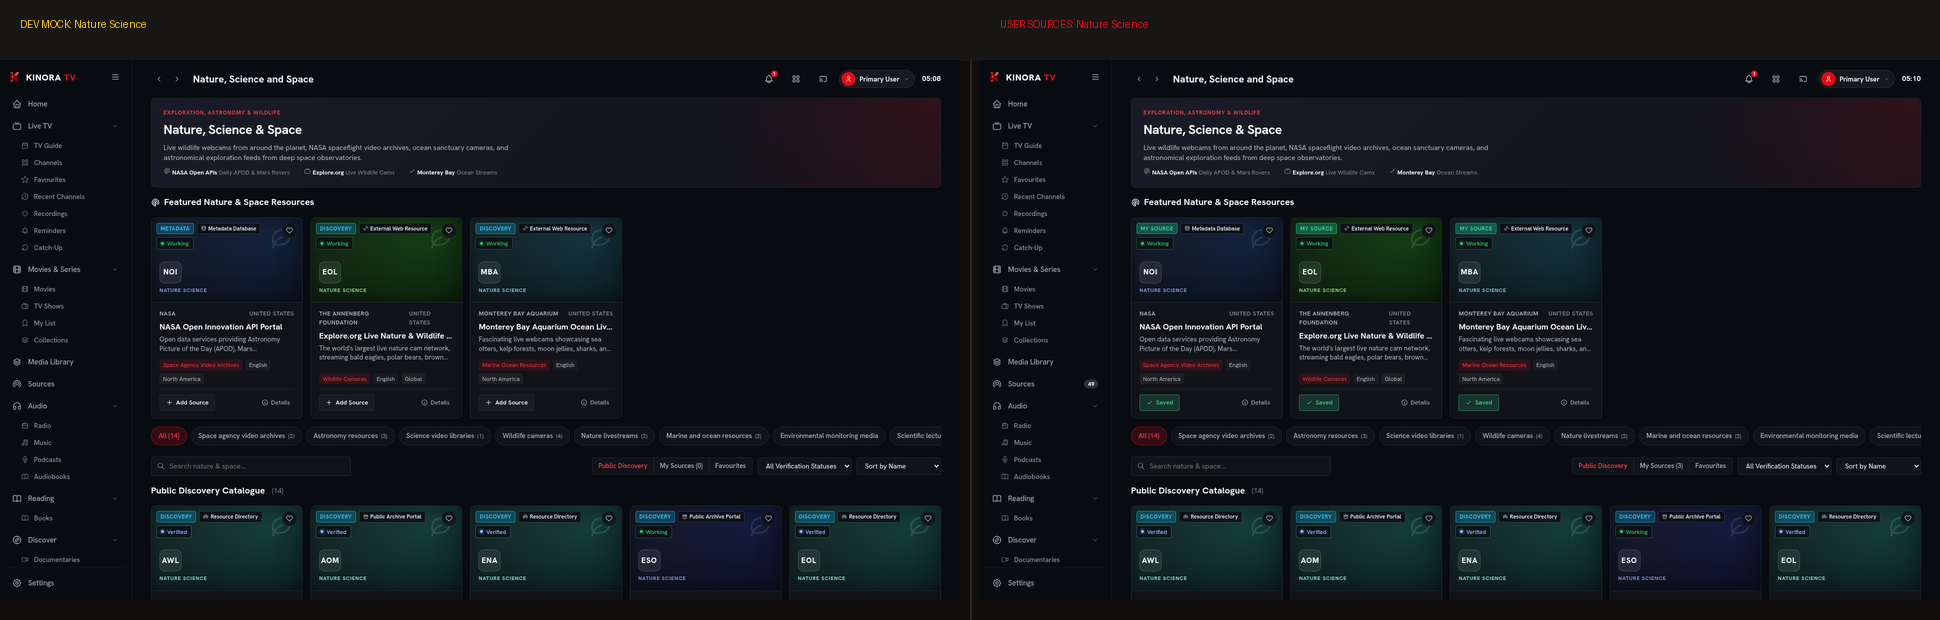 DEV MOCK: Nature Science
KINORA TV
Home
Live TV
TV Guide
Channels
Favourites
Recent Channels
Recordings
Reminders
Catch-Up
Movies & Series
Movies
TV Shows
My List
Collections
Media Library
Sources
Audio
Radio
Music
Podcasts
Audiobooks
Reading
Books
Discover
Documentaries
Settings
Nature, Science and Space
1
Primary User
05:08
EXPLORATION, ASTRONOMY & WILDLIFE
Nature, Science & Space
Live wildlife webcams from around the planet, NASA spaceflight video archives, ocean sanctuary cameras, and
astronomical exploration feeds from deep space observatories.
NASA Open APIs Daily APOD & Mars Rovers Explore.org Live Wildlife Cams Monterey Bay Ocean Streams
Featured Nature & Space Resources
METADATA Metadata Database
Working
NOI
NATURE SCIENCE
NASA UNITED STATES
NASA Open Innovation API Portal
Open data services providing Astronomy
Picture of the Day (APOD), Mars...
Space Agency Video Archives English
North America
Add Source Details
DISCOVERY External Web Resource
Working
EOL
NATURE SCIENCE
THE ANNENBERG
FOUNDATION
UNITED
STATES
Explore.org Live Nature & Wildlife ...
The world's largest live nature cam network,
streaming bald eagles, polar bears, brown...
Wildlife Cameras English Global
Add Source Details
DISCOVERY External Web Resource
Working
MBA
NATURE SCIENCE
MONTEREY BAY AQUARIUM UNITED STATES
Monterey Bay Aquarium Ocean Liv...
Fascinating live webcams showcasing sea
otters, kelp forests, moon jellies, sharks, an...
Marine Ocean Resources English
North America
Add Source Details
All (14) Space agency video archives (2) Astronomy resources (3) Science video libraries (1) Wildlife cameras (4) Nature livestreams (2) Marine and ocean resources (2) Environmental monitoring media Scientific lectu
Search nature & space...
Public Discovery My Sources (0) Favourites All Verification Statuses Sort by Name
Public Discovery Catalogue (14)
DISCOVERY Resource Directory
Verified
AWL
NATURE SCIENCE
DISCOVERY Public Archive Portal
Verified
AOM
NATURE SCIENCE
DISCOVERY Resource Directory
Verified
ENA
NATURE SCIENCE
DISCOVERY Public Archive Portal
Working
ESO
NATURE SCIENCE
DISCOVERY Resource Directory
Verified
EOL
NATURE SCIENCE
USER SOURCES: Nature Science
KINORA TV
Home
Live TV
TV Guide
Channels
Favourites
Recent Channels
Recordings
Reminders
Catch-Up
Movies & Series
Movies
TV Shows
My List
Collections
Media Library
Sources 49
Audio
Radio
Music
Podcasts
Audiobooks
Reading
Books
Discover
Documentaries
Settings
Nature, Science and Space
1
Primary User
05:10
EXPLORATION, ASTRONOMY & WILDLIFE
Nature, Science & Space
Live wildlife webcams from around the planet, NASA spaceflight video archives, ocean sanctuary cameras, and
astronomical exploration feeds from deep space observatories.
NASA Open APIs Daily APOD & Mars Rovers Explore.org Live Wildlife Cams Monterey Bay Ocean Streams
Featured Nature & Space Resources
MY SOURCE Metadata Database
Working
NOI
NATURE SCIENCE
NASA UNITED STATES
NASA Open Innovation API Portal
Open data services providing Astronomy
Picture of the Day (APOD), Mars...
Space Agency Video Archives English
North America
Saved Details
MY SOURCE External Web Resource
Working
EOL
NATURE SCIENCE
THE ANNENBERG
FOUNDATION
UNITED
STATES
Explore.org Live Nature & Wildlife ...
The world's largest live nature cam network,
streaming bald eagles, polar bears, brown...
Wildlife Cameras English Global
Saved Details
MY SOURCE External Web Resource
Working
MBA
NATURE SCIENCE
MONTEREY BAY AQUARIUM UNITED STATES
Monterey Bay Aquarium Ocean Liv...
Fascinating live webcams showcasing sea
otters, kelp forests, moon jellies, sharks, an...
Marine Ocean Resources English
North America
Saved Details
All (14) Space agency video archives (2) Astronomy resources (3) Science video libraries (1) Wildlife cameras (4) Nature livestreams (2) Marine and ocean resources (2) Environmental monitoring media Scientific lectu
Search nature & space...
Public Discovery My Sources (3) Favourites All Verification Statuses Sort by Name
Public Discovery Catalogue (14)
DISCOVERY Resource Directory
Verified
AWL
NATURE SCIENCE
DISCOVERY Public Archive Portal
Verified
AOM
NATURE SCIENCE
DISCOVERY Resource Directory
Verified
ENA
NATURE SCIENCE
DISCOVERY Public Archive Portal
Working
ESO
NATURE SCIENCE
DISCOVERY Resource Directory
Verified
EOL
NATURE SCIENCE